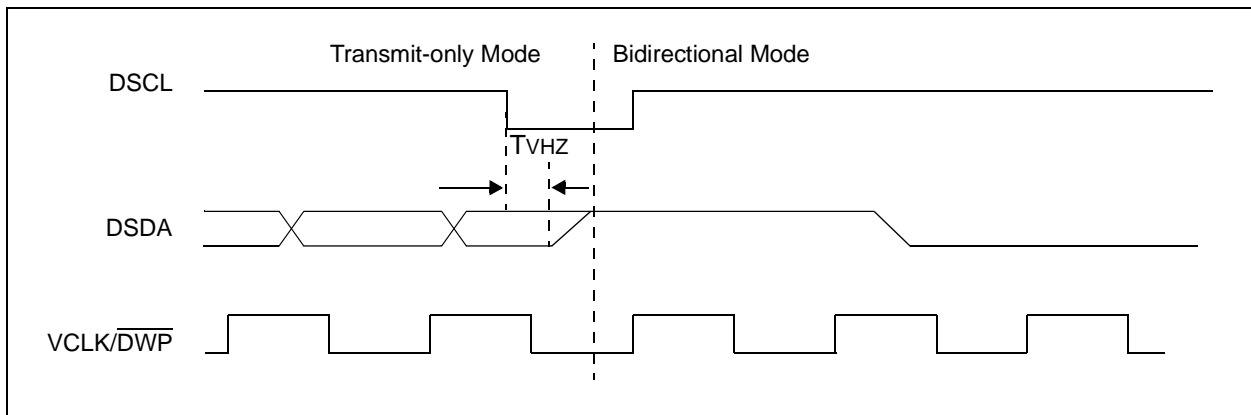 Transmit-only Mode
Bidirectional Mode
DSCL
TVHZ
DSDA
VCLK/DWP